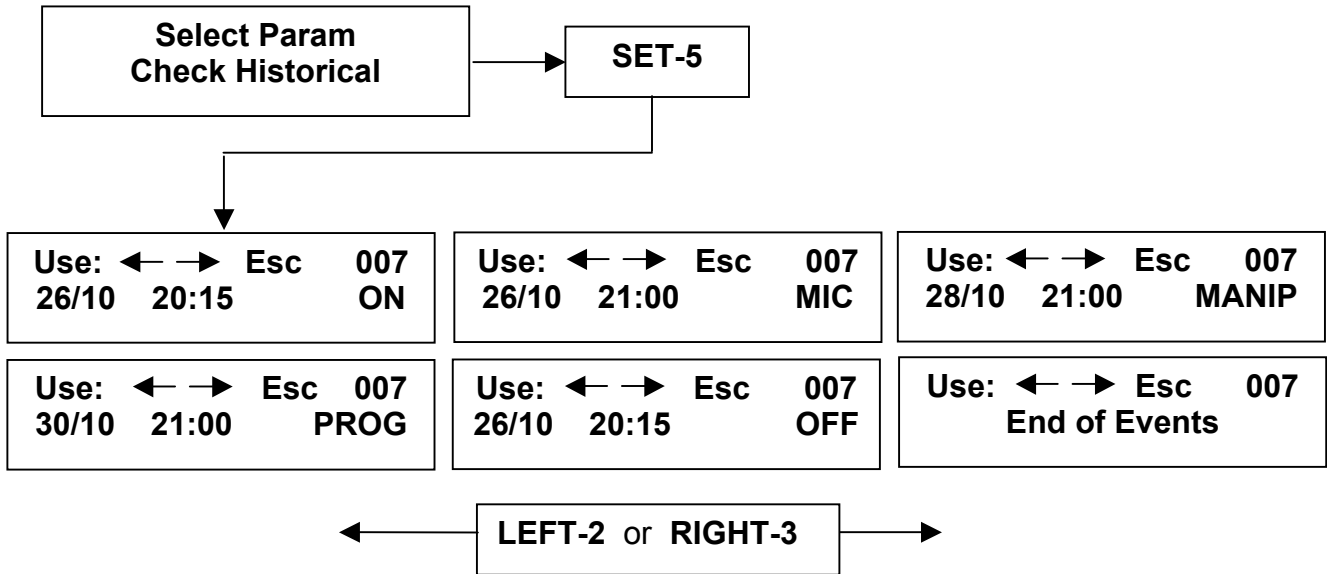 Select Param
Check Historical
SET-5
Use: ←  → Esc 007
26/10 20:15 ON
Use: ←  → Esc 007
26/10 21:00 MIC
Use: ←  → Esc 007
28/10 21:00 MANIP
Use: ←  → Esc 007
30/10 21:00 PROG
Use: ←  → Esc 007
26/10 20:15 OFF
Use: ←  → Esc 007
End of Events
LEFT-2 or RIGHT-3